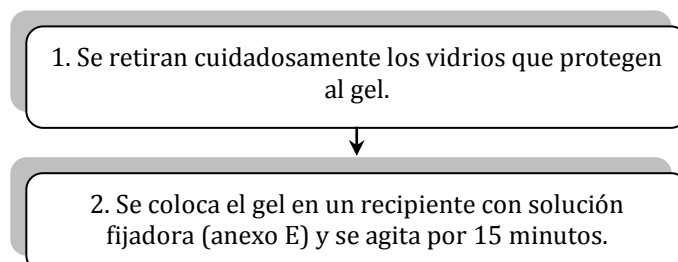 1. Se retiran cuidadosamente los vidrios que protegen
al gel.
2. Se coloca el gel en un recipiente con solución
fijadora (anexo E) y se agita por 15 minutos.